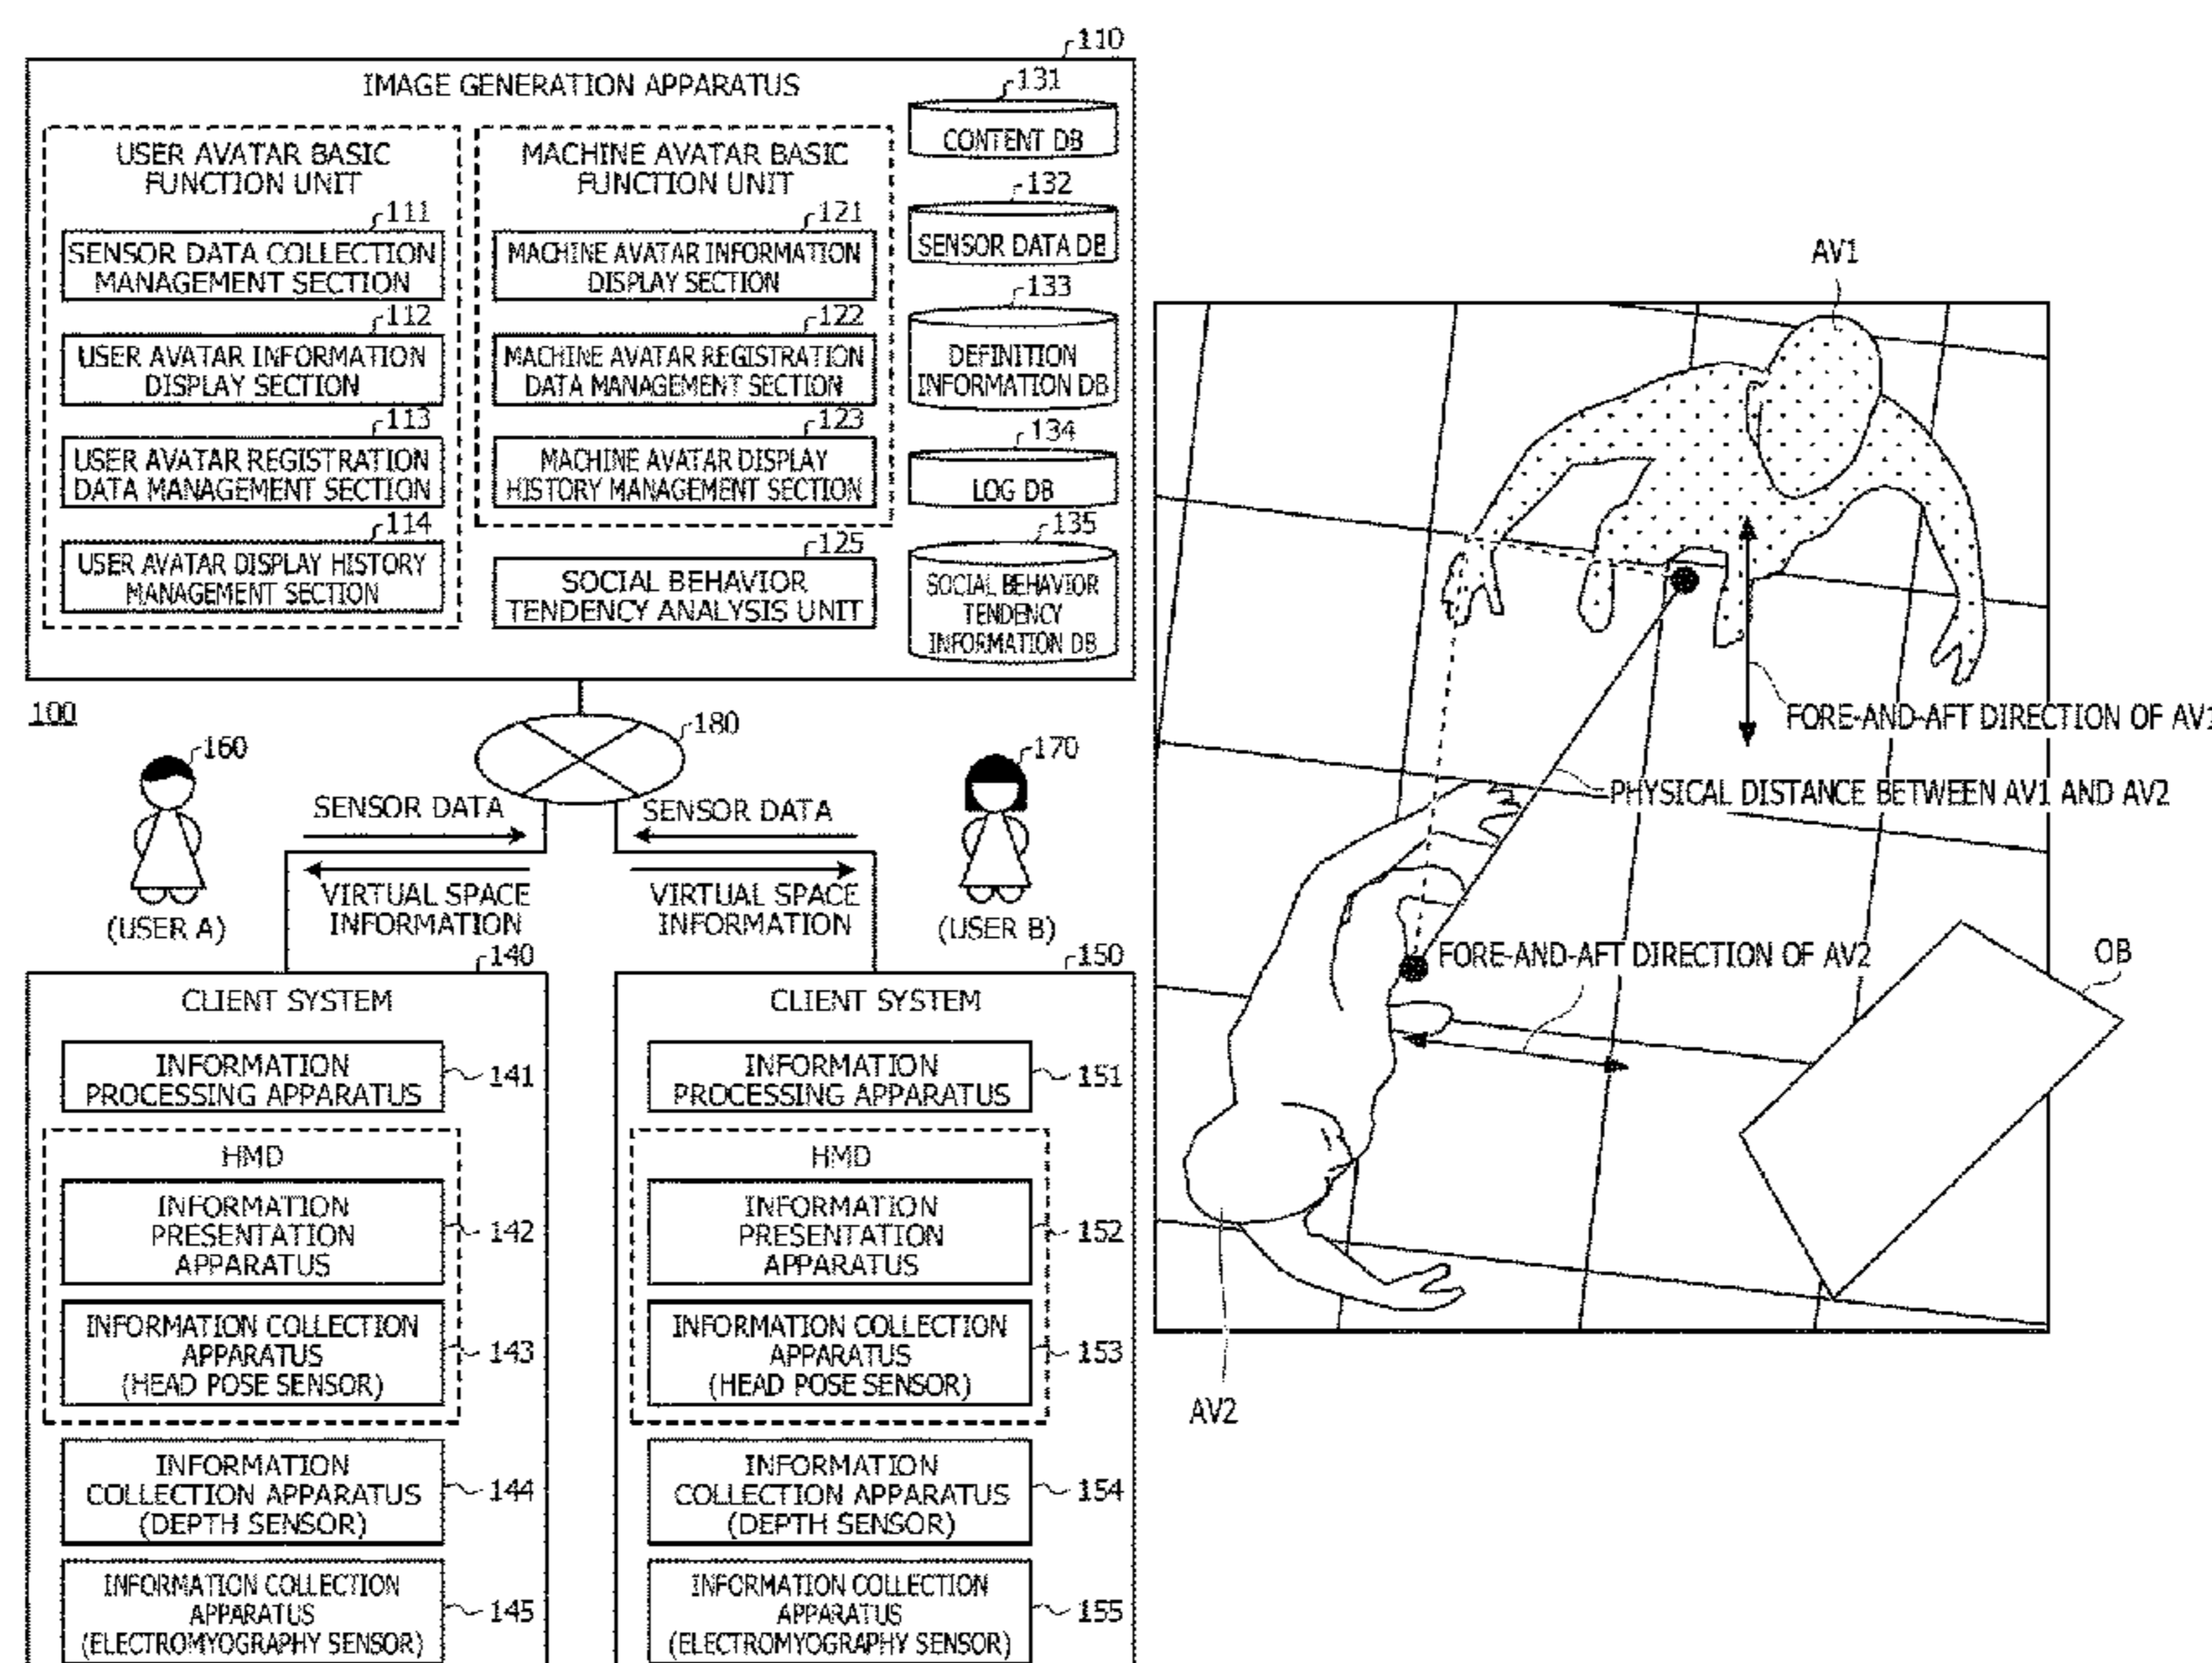 110
IMAGE GENERATION APPARATUS
USER AVATAR BASIC
FUNCTION UNIT
111
SENSOR DATA COLLECTION
MANAGEMENT SECTION
112
USER AVATAR INFORMATION
DISPLAY SECTION
113
USER AVATAR REGISTRATION
DATA MANAGEMENT SECTION
114
USER AVATAR DISPLAY HISTORY
MANAGEMENT SECTION
MACHINE AVATAR BASIC
FUNCTION UNIT
121
MACHINE AVATAR INFORMATION
DISPLAY SECTION
122
MACHINE AVATAR REGISTRATION
DATA MANAGEMENT SECTION
123
MACHINE AVATAR DISPLAY
HISTORY MANAGEMENT SECTION
125
SOCIAL BEHAVIOR
TENDENCY ANALYSIS UNIT
131
CONTENT DB
132
SENSOR DATA DB
133
DEFINITION
INFORMATION DB
134
LOG DB
135
SOCIAL BEHAVIOR
TENDENCY
INFORMATION DB
100
180
160
(USER A)
SENSOR DATA
VIRTUAL SPACE
INFORMATION
SENSOR DATA
VIRTUAL SPACE
INFORMATION
170
(USER B)
140
CLIENT SYSTEM
INFORMATION
PROCESSING APPARATUS
141
HMD
INFORMATION
PRESENTATION
APPARATUS
142
INFORMATION COLLECTION
APPARATUS
(HEAD POSE SENSOR)
143
INFORMATION
COLLECTION APPARATUS
(DEPTH SENSOR)
144
INFORMATION COLLECTION
APPARATUS
(ELECTROMYOGRAPHY SENSOR)
145
150
CLIENT SYSTEM
INFORMATION
PROCESSING APPARATUS
151
HMD
INFORMATION
PRESENTATION
APPARATUS
152
INFORMATION COLLECTION
APPARATUS
(HEAD POSE SENSOR)
153
INFORMATION
COLLECTION APPARATUS
(DEPTH SENSOR)
154
INFORMATION COLLECTION
APPARATUS
(ELECTROMYOGRAPHY SENSOR)
155
AV1
FORE-AND-AFT DIRECTION OF AV1
PHYSICAL DISTANCE BETWEEN AV1 AND AV2
FORE-AND-AFT DIRECTION OF AV2
OB
AV2